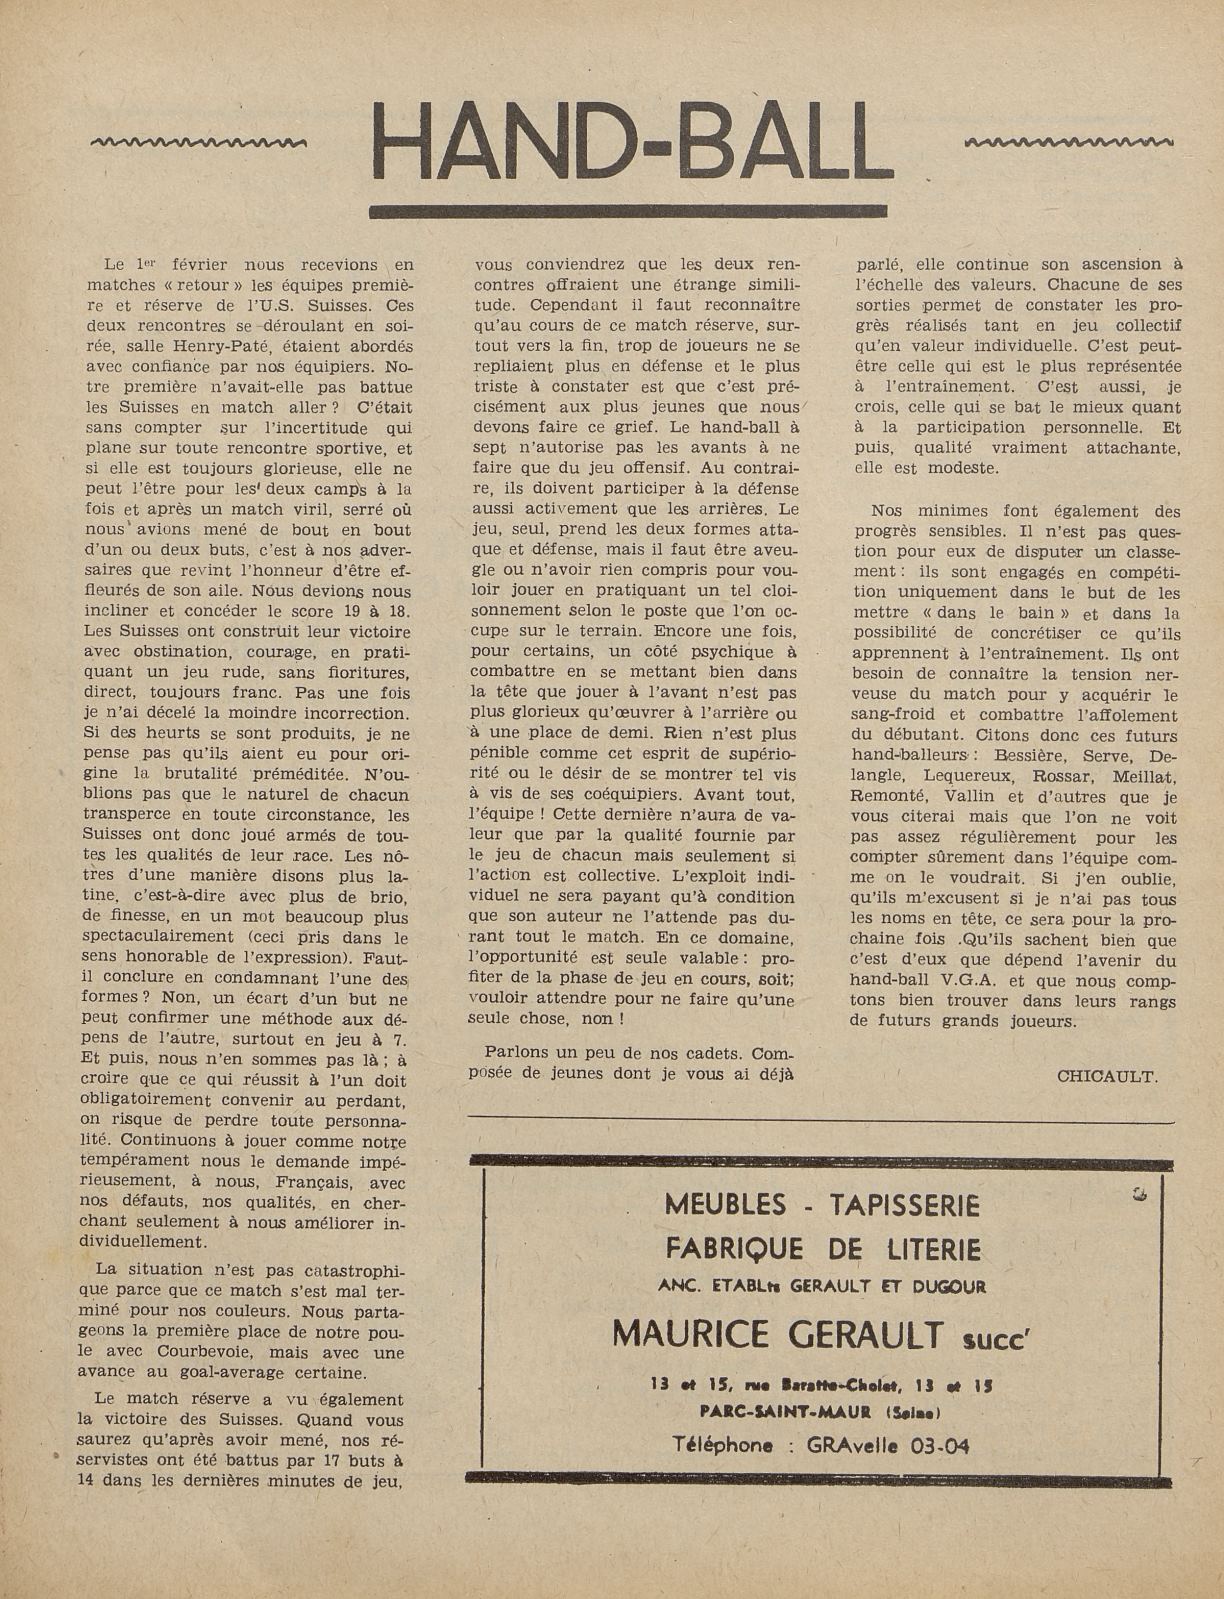 HAND-BALL
Le 1er février nous recevions en
matches « retour » les équipes premiè-
re et réserve de l'U.S. Suisses. Ces
deux rencontres se déroulant en soi-
rée, salle Henry-Paté, étaient abordés
avec confiance par nos équipiers. No-
tre première n'avait-elle pas battue
les Suisses en match aller ? C'était
sans compter sur l'incertitude qui
plane sur toute rencontre sportive, et
si elle est toujours glorieuse, elle ne
peut l'être pour les deux camps à la
fois et après un match viril, serré où
nous avions mené de bout en bout
d'un ou deux buts, c'est à nos adver-
saires que revint l'honneur d'être ef-
fleurés de son aile. Nous devions nous
incliner et concéder le score 19 à 18.
Les Suisses ont construit leur victoire
avec obstination, courage, en prati-
quant un jeu rude, sans fioritures,
direct, toujours franc. Pas une fois
je n'ai décelé la moindre incorrection.
Si des heurts se sont produits, je ne
pense pas qu'ils aient eu pour ori-
gine la brutalité préméditée. N'ou-
blions pas que le naturel de chacun
transperce en toute circonstance, les
Suisses ont donc joué armés de tou-
tes les qualités de leur race. Les nô-
tres d'une manière disons plus la-
tine, c'est-à-dire avec plus de brio,
de finesse, en un mot beaucoup plus
spectaculairement (ceci pris dans le
sens honorable de l'expression). Faut-
il conclure en condamnant l'une des
formes ? Non, un écart d'un but ne
peut confirmer une méthode aux dé-
pens de l'autre, surtout en jeu à 7.
Et puis, nous n'en sommes pas là ; à
croire que ce qui réussit à l'un doit
obligatoirement convenir au perdant,
on risque de perdre toute personna-
lité. Continuons à jouer comme notre
tempérament nous le demande impé-
rieusement, à nous, Français, avec
nos défauts, nos qualités, en cher-
chant seulement à nous améliorer in-
dividuellement.
La situation n'est pas catastrophi-
que parce que ce match s'est mal ter-
miné pour nos couleurs. Nous parta-
geons la première place de notre pou-
le avec Courbevoie, mais avec une
avance au goal-average certaine.
Le match réserve a vu également
la victoire des Suisses. Quand vous
saurez qu'après avoir mené, nos ré-
servistes ont été battus par 17 buts à
14 dans les dernières minutes de jeu,
vous conviendrez que les deux ren-
contres offraient une étrange simili-
tude. Cependant il faut reconnaître
qu'au cours de ce match réserve, sur-
tout vers la fin, trop de joueurs ne se
repliaient plus en défense et le plus
triste à constater est que c'est pré-
cisément aux plus jeunes que nous
devons faire ce grief. Le hand-ball à
sept n'autorise pas les avants à ne
faire que du jeu offensif. Au contrai-
re, ils doivent participer à la défense
aussi activement que les arrières. Le
jeu, seul, prend les deux formes atta-
que et défense, mais il faut être aveu-
gle ou n'avoir rien compris pour vou-
loir jouer en pratiquant un tel cloi-
sonnement selon le poste que l'on oc-
cupe sur le terrain. Encore une fois,
pour certains, un côté psychique à
combattre en se mettant bien dans
la tête que jouer à l'avant n'est pas
plus glorieux qu'œuvrer à l'arrière ou
à une place de demi. Rien n'est plus
pénible comme cet esprit de supério-
rité ou le désir de se montrer tel vis
à vis de ses coéquipiers. Avant tout,
l'équipe ! Cette dernière n'aura de va-
leur que par la qualité fournie par
le jeu de chacun mais seulement si
l'action est collective. L'exploit indi-
viduel ne sera payant qu'à condition
que son auteur ne l'attende pas du-
rant tout le match. En ce domaine,
l'opportunité est seule valable : pro-
fiter de la phase de jeu en cours, soit;
vouloir attendre pour ne faire qu'une
seule chose, non !
Parlons un peu de nos cadets. Com-
posée de jeunes dont je vous ai déjà
parlé, elle continue son ascension à
l'échelle des valeurs. Chacune de ses
sorties permet de constater les pro-
grès réalisés tant en jeu collectif
qu'en valeur individuelle. C'est peut-
être celle qui est le plus représentée
à l'entraînement. C'est aussi, je
crois, celle qui se bat le mieux quant
à la participation personnelle. Et
puis, qualité vraiment attachante,
elle est modeste.
Nos minimes font également des
progrès sensibles. Il n'est pas ques-
tion pour eux de disputer un classe-
ment : ils sont engagés en compéti-
tion uniquement dans le but de les
mettre « dans le bain » et dans la
possibilité de concrétiser ce qu'ils
apprennent à l'entraînement. Ils ont
besoin de connaître la tension ner-
veuse du match pour y acquérir le
sang-froid et combattre l'affolement
du débutant. Citons donc ces futurs
hand-balleurs : Bessière, Serve, De-
langle, Lequereux, Rossar, Meillat,
Remonté, Vallin et d'autres que je
vous citerai mais que l'on ne voit
pas assez régulièrement pour les
compter sûrement dans l'équipe com-
me on le voudrait. Si j'en oublie,
qu'ils m'excusent si je n'ai pas tous
les noms en tête, ce sera pour la pro-
chaine fois .Qu'ils sachent bien que
c'est d'eux que dépend l'avenir du
hand-ball V.G.A. et que nous comp-
tons bien trouver dans leurs rangs
de futurs grands joueurs.
CHICAULT.
MEUBLES - TAPISSERIE
FABRIQUE DE LITERIE
ANC. ETABLts GERAULT ET DUGOUR
MAURICE GERAULT succ'
13 et 15, rue Baratte-Cholet, 13 et 15
PARC-SAINT-MAUR (Seine)
Téléphone : GRAvelle 03-04